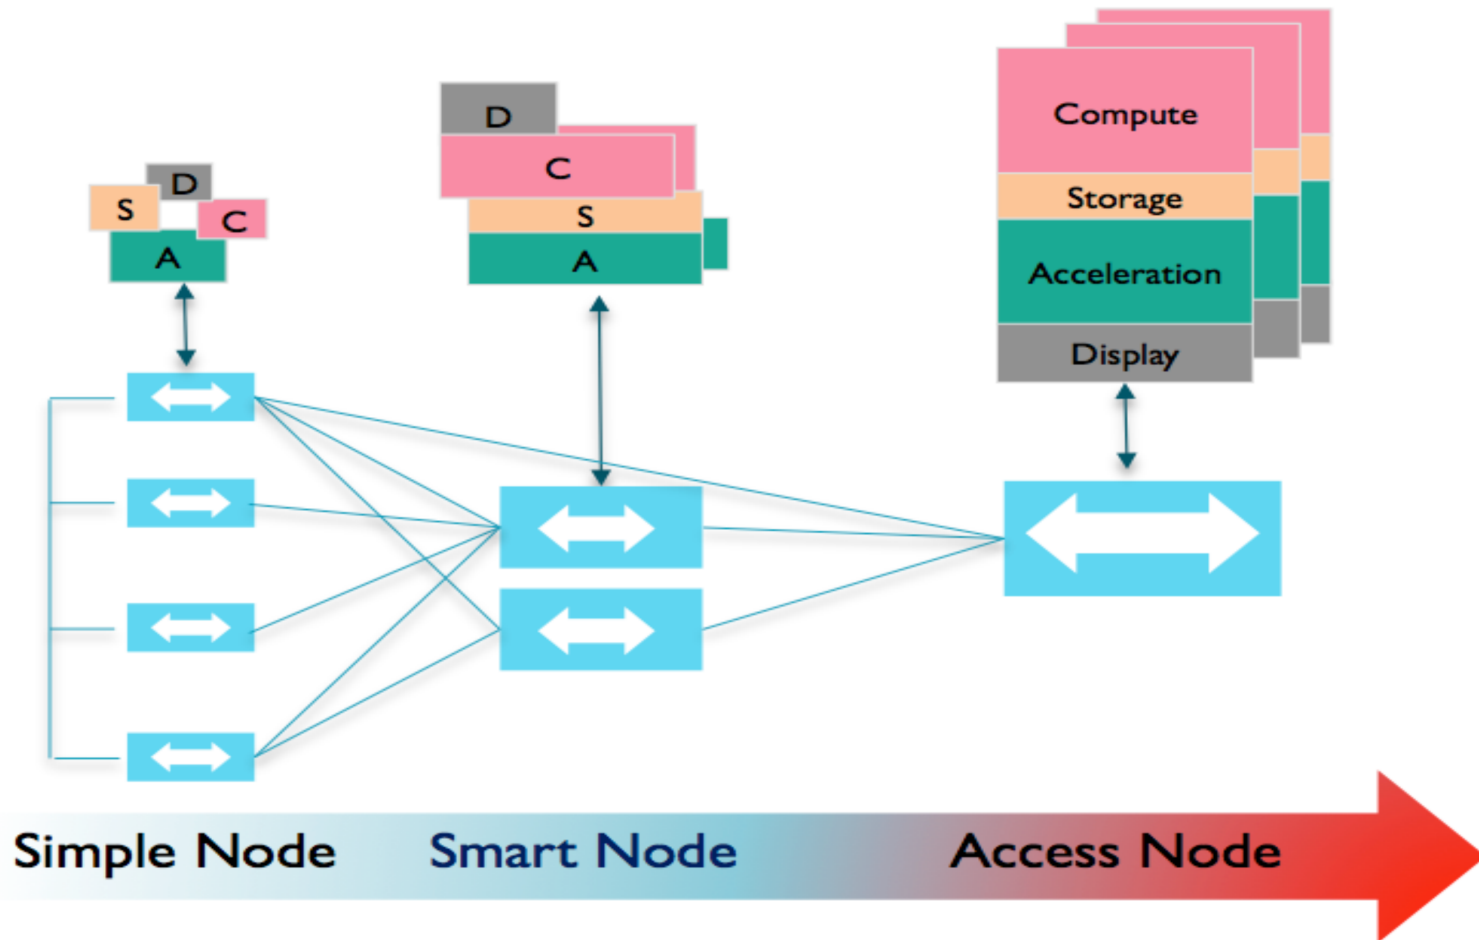 D
S
C
A
D
C
S
A
Compute
Storage
Acceleration
Display
Simple Node
Smart Node
Access Node